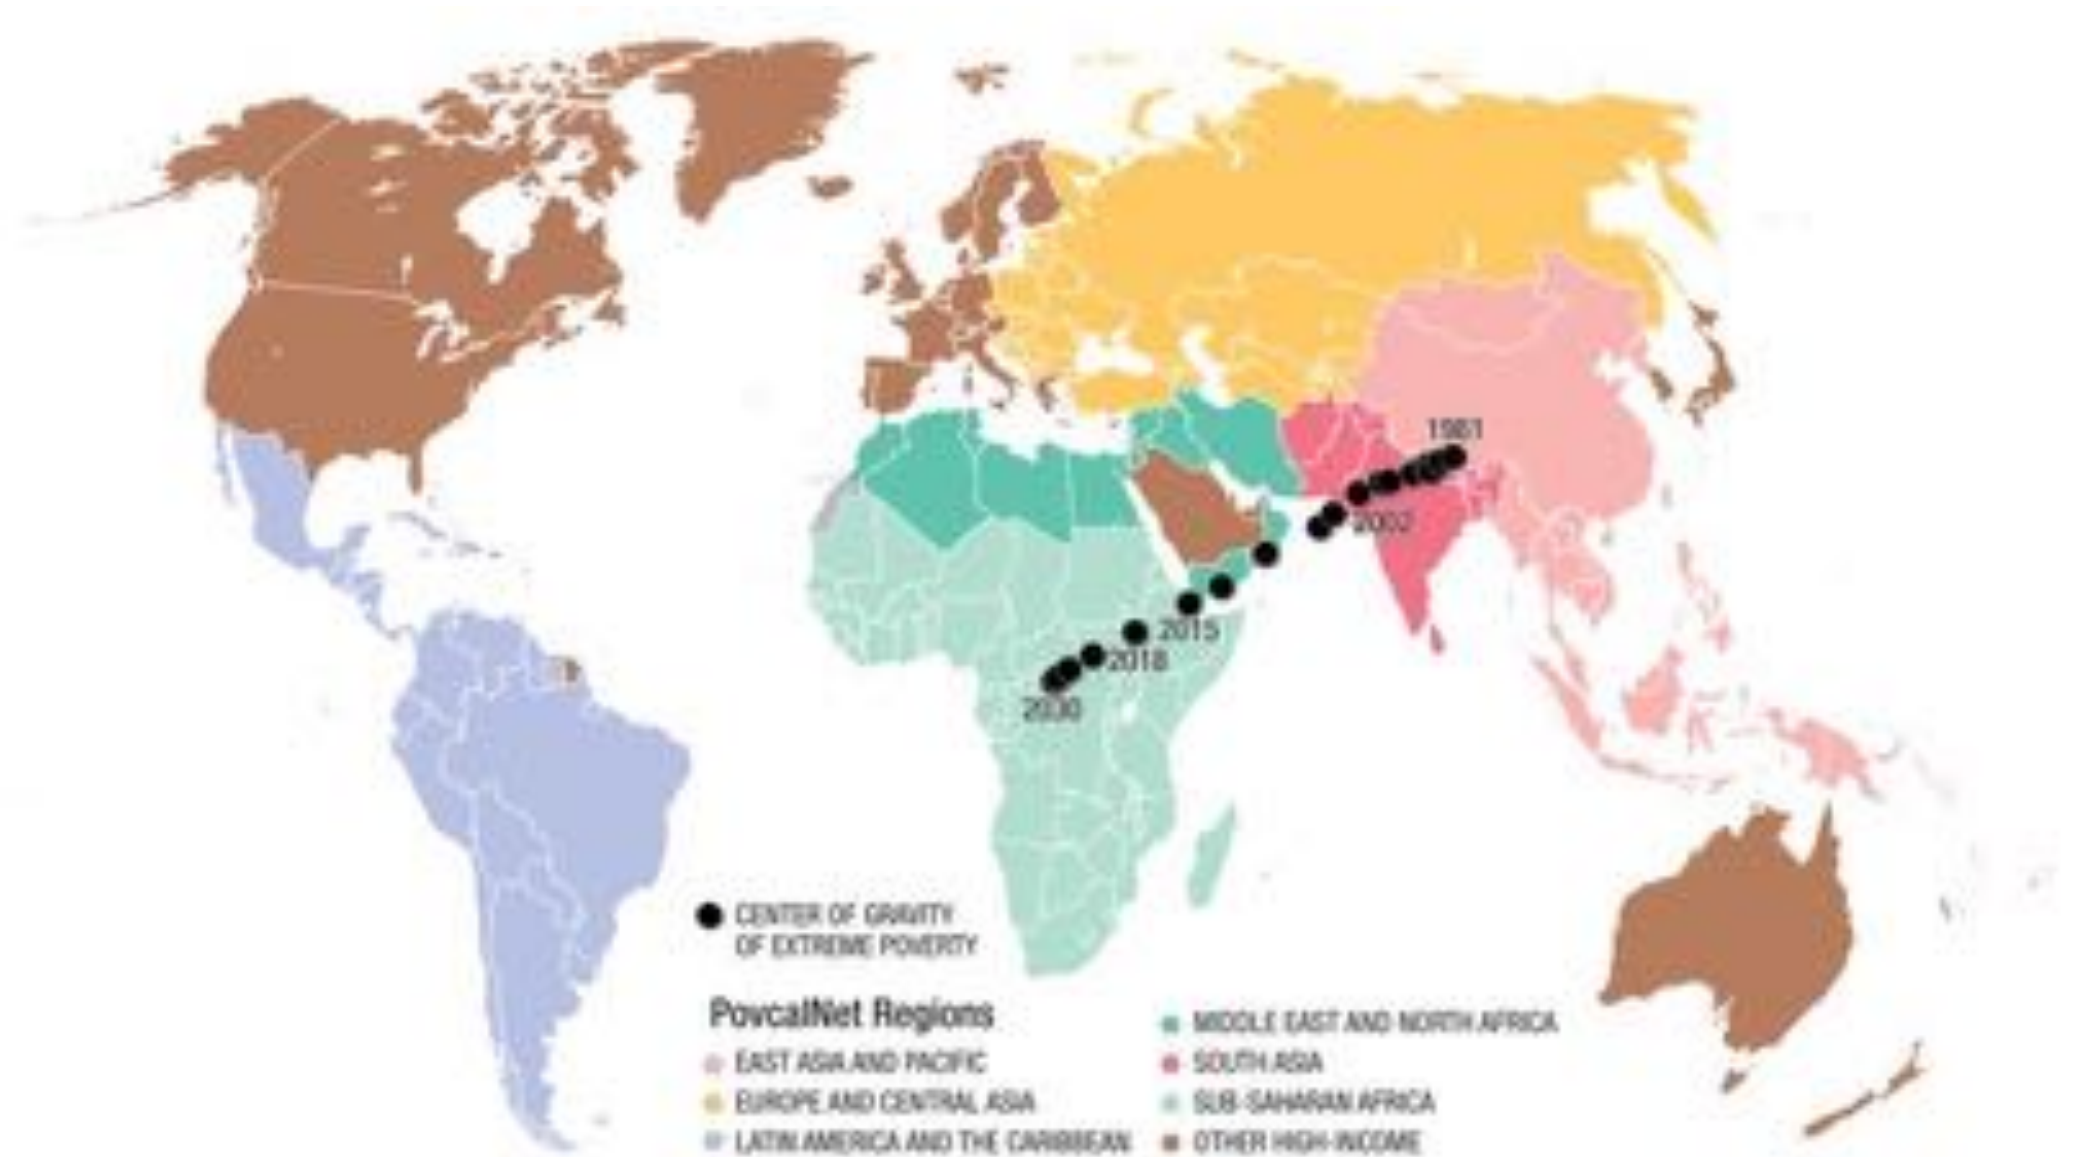 1981
2002
2015
2018
2030
CENTER OF GRAVITY
OF EXTREME POVERTY
PovcalNet Regions
EAST ASIA AND PACIFIC
EUROPE AND CENTRAL ASIA
LATIN AMERICA AND THE CARIBBEAN
MIDDLE EAST AND NORTH AFRICA
SOUTH ASIA
SUB-SAHARAN AFRICA
OTHER HIGH-INCOME